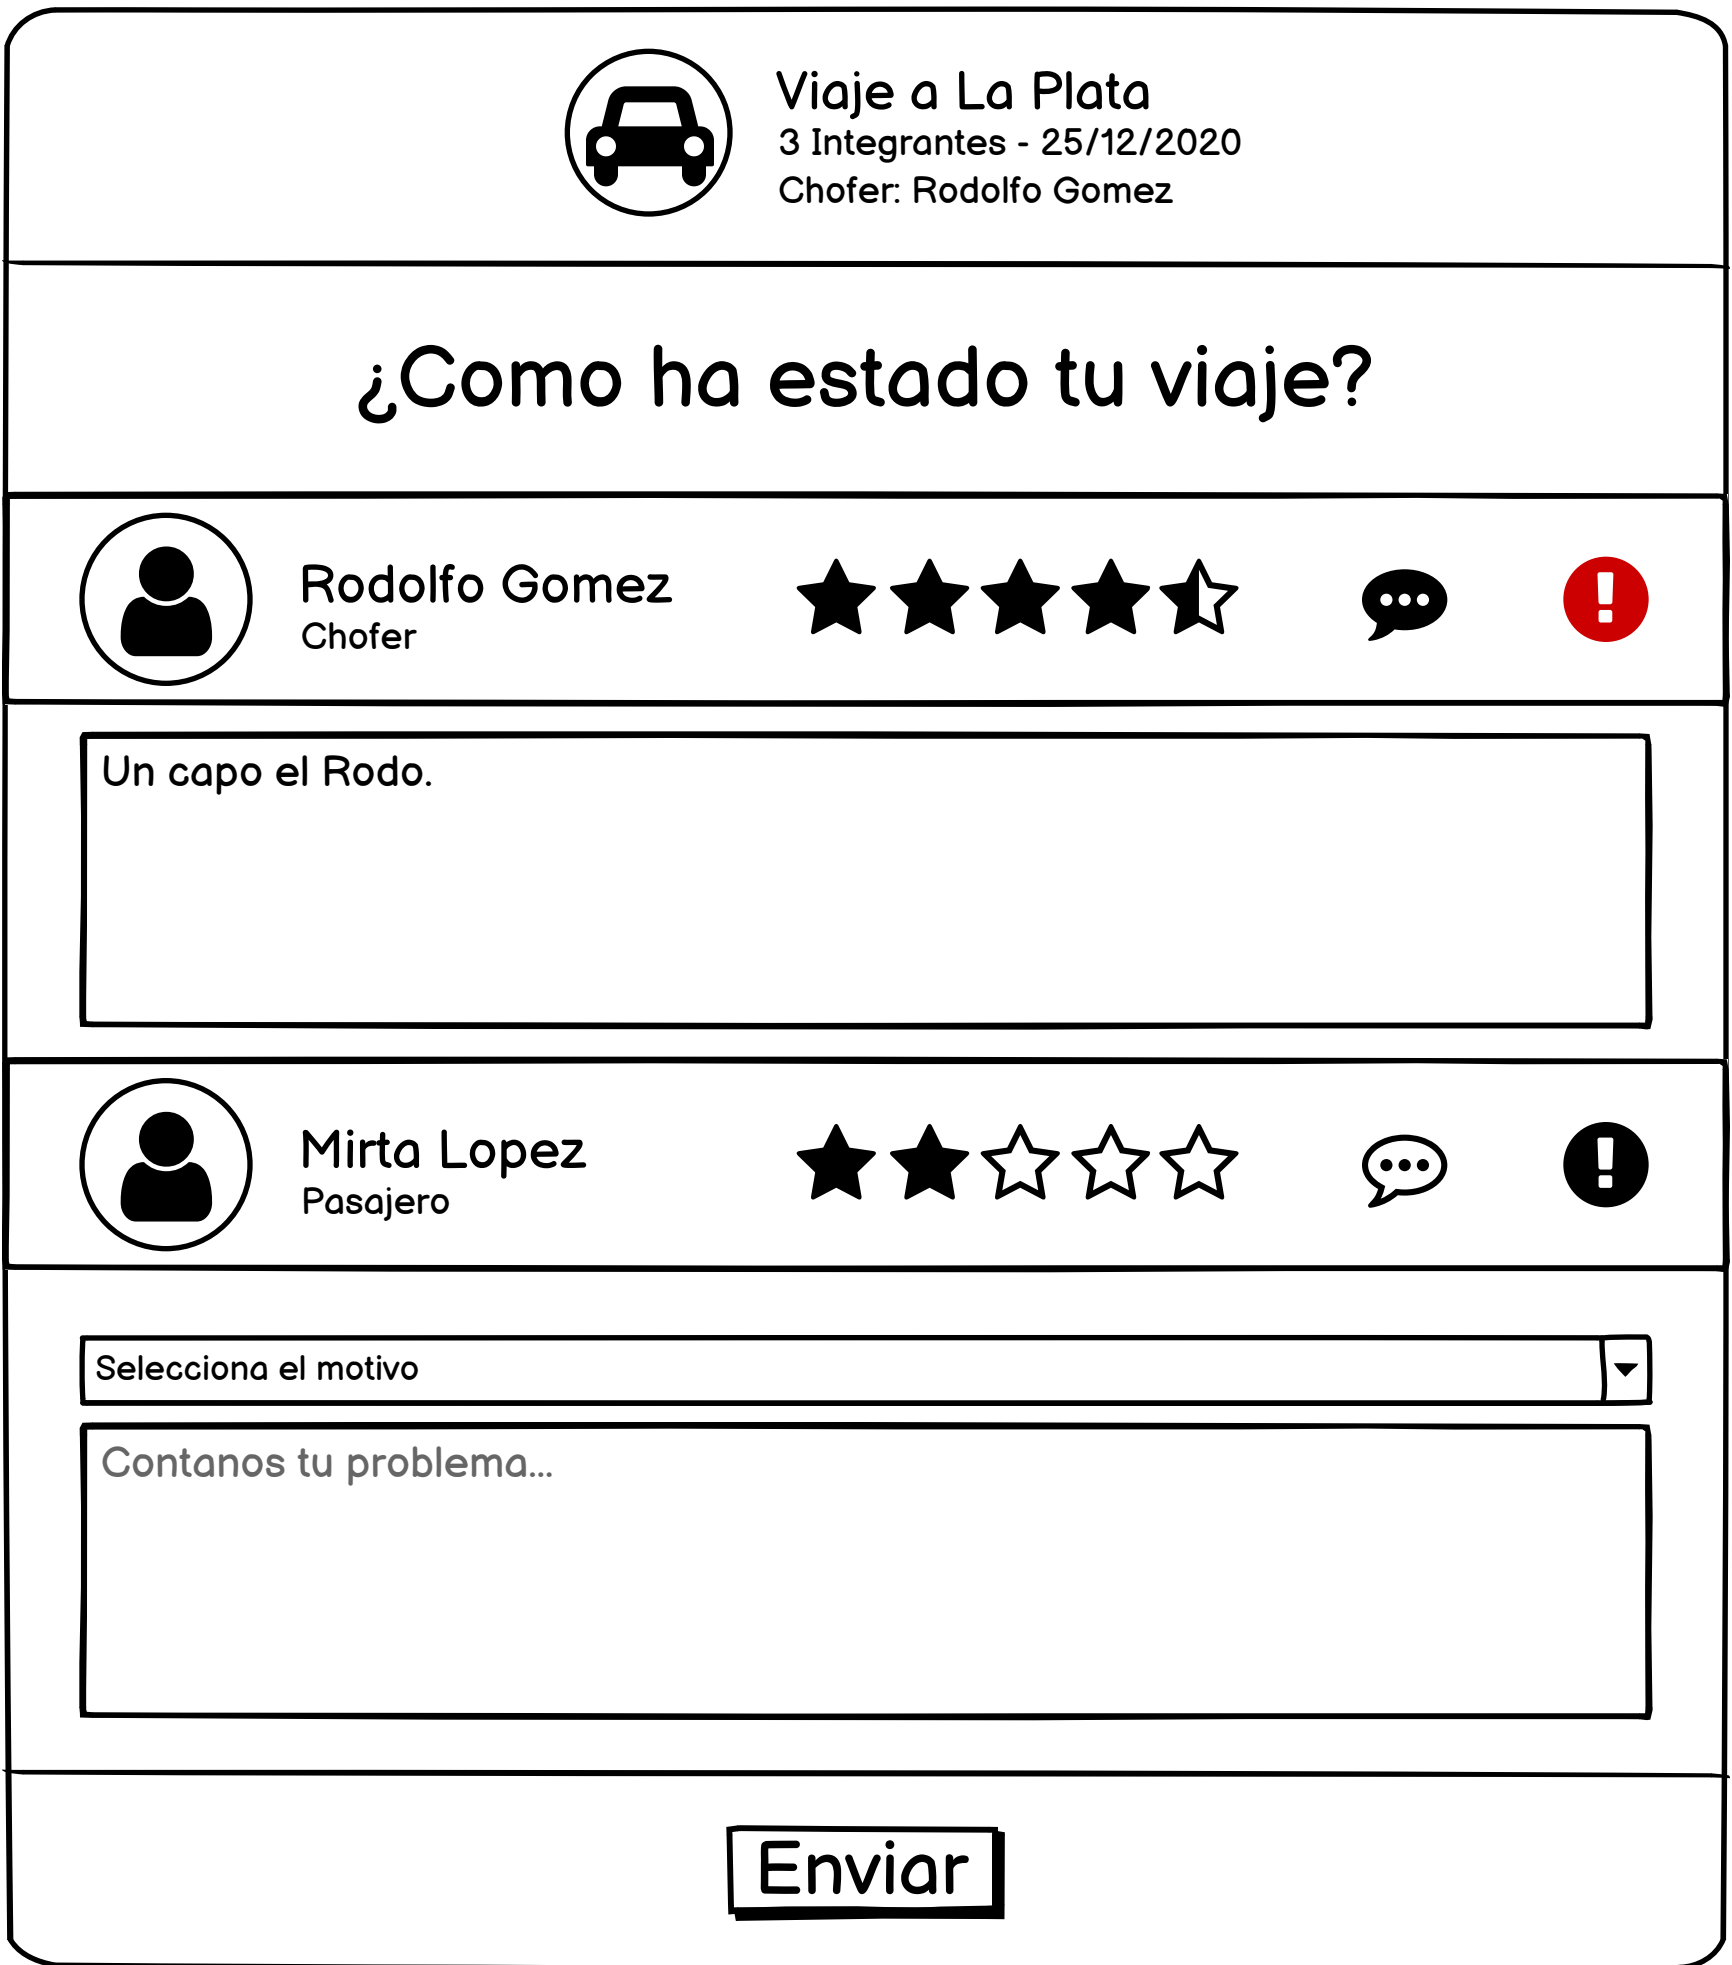 Viaje a La Plata
3 Integrantes - 25/12/2020
Chofer: Rodolfo Gomez
¿Como ha estado tu viaje?
Rodolfo Gomez
Chofer
Un capo el Rodo.
Mirta Lopez
Pasajero
Selecciona el motivo
Contanos tu problema...
Enviar